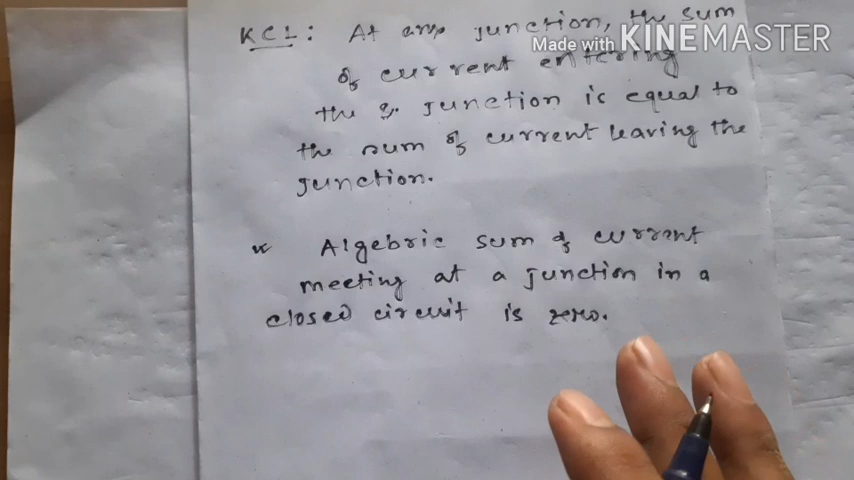 KCL: At any junction, the sum
Made with KINEMASTER
of current entering
the junction is equal to
the sum of current leaving the
junction.
Algebric sum of current
meeting at a junction in a
closed circuit is zero.